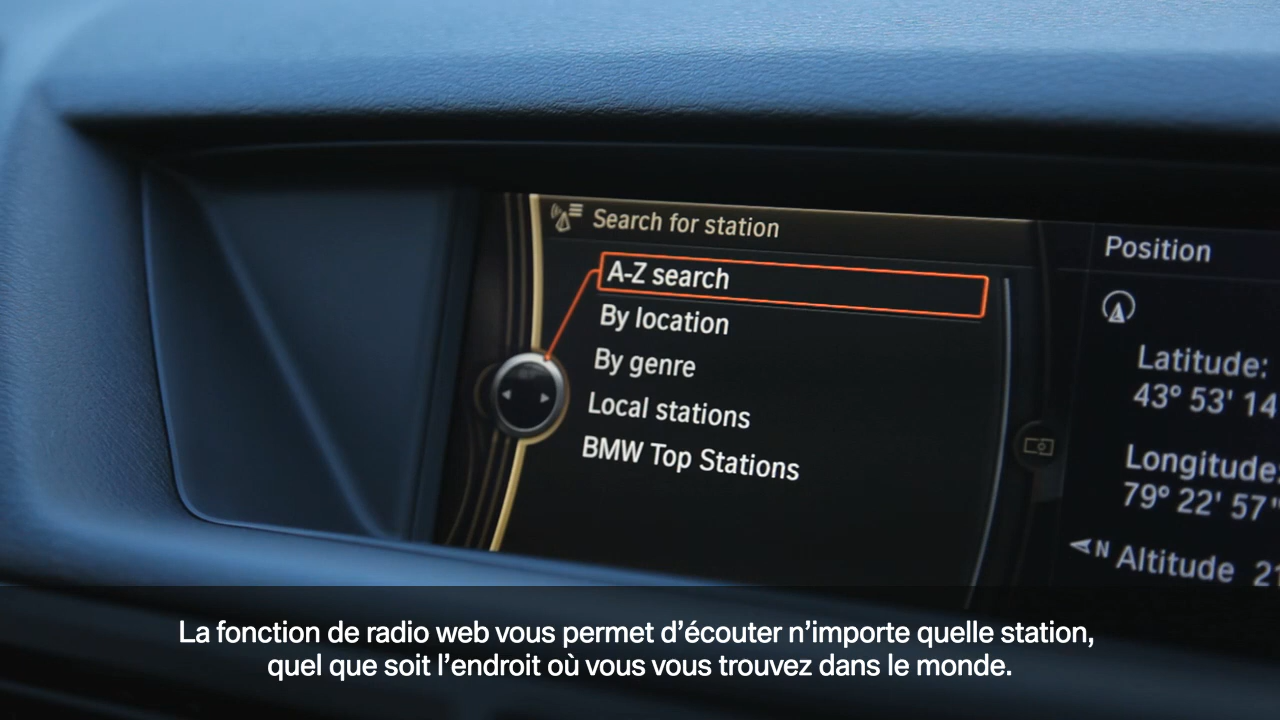 Search for station
A-Z search
By location
By genre
Local stations
BMW Top Stations
Position
Latitude:
43° 53' 14
Longitude:
79° 22' 57"
N Altitude 21
La fonction de radio web vous permet d’écouter n’importe quelle station,
quel que soit l’endroit où vous vous trouvez dans le monde.